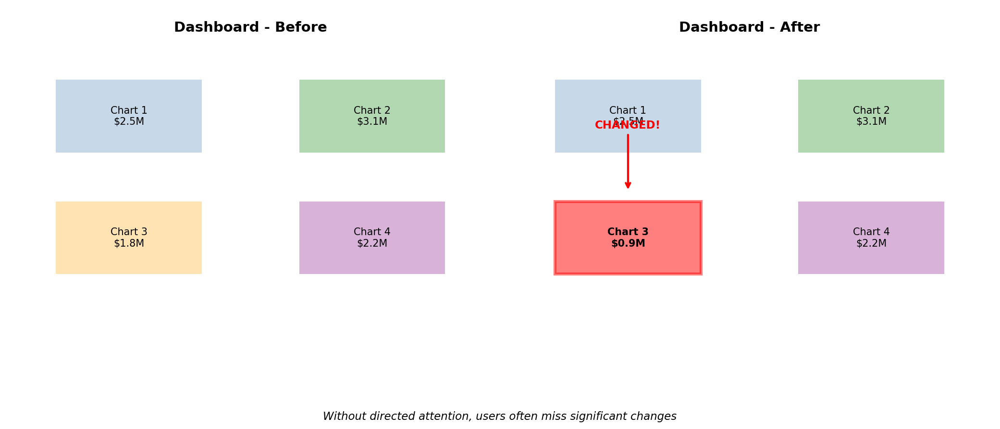 Dashboard - Before
Chart 1
$2.5M
Chart 2
$3.1M
Chart 3
$1.8M
Chart 4
$2.2M
Dashboard - After
Chart 1
$2.5M
CHANGED!
Chart 2
$3.1M
Chart 3
$0.9M
Chart 4
$2.2M
Without directed attention, users often miss significant changes